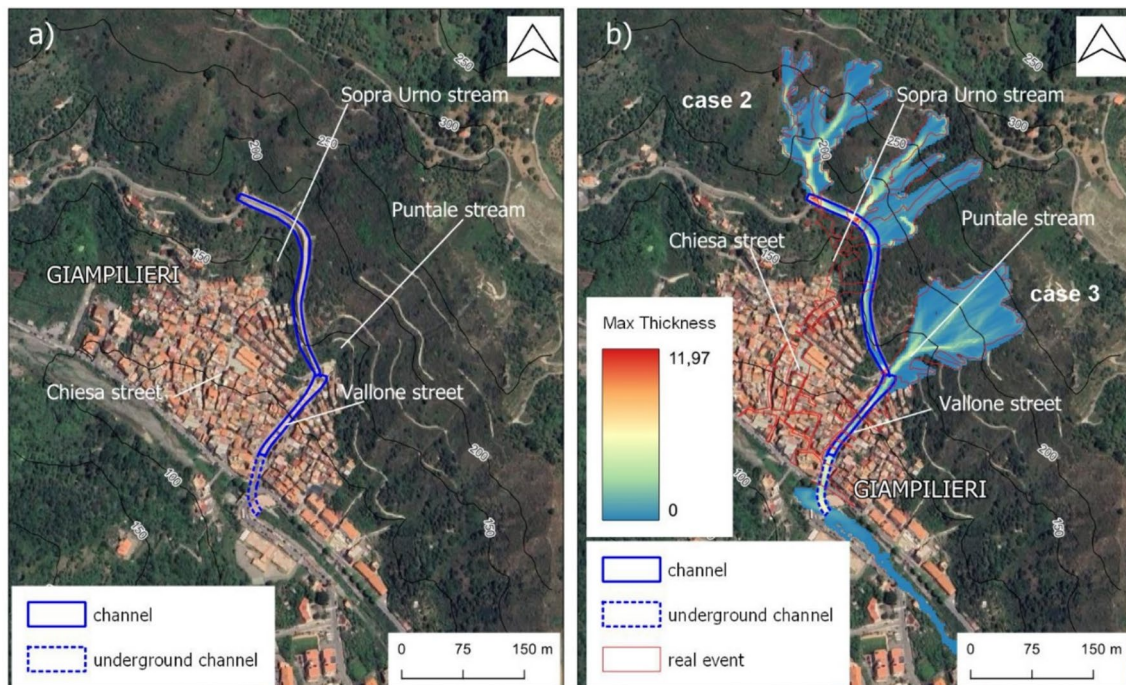 a)
Sopra Urno stream
250
250
300
200
Puntale stream
150
GIAMPILIERI
Chiesa street
Vallone street
100
200
150
150
channel
underground channel
0 75 150 m
b)
case 2
Sopra Urno stream
250
250
300
200
Puntale stream
Chiesa street
150
case 3
Max Thickness
11,97
0
Vallone street
200
GIAMPILIERI
100
150
channel
underground channel
real event
0 75 150 m